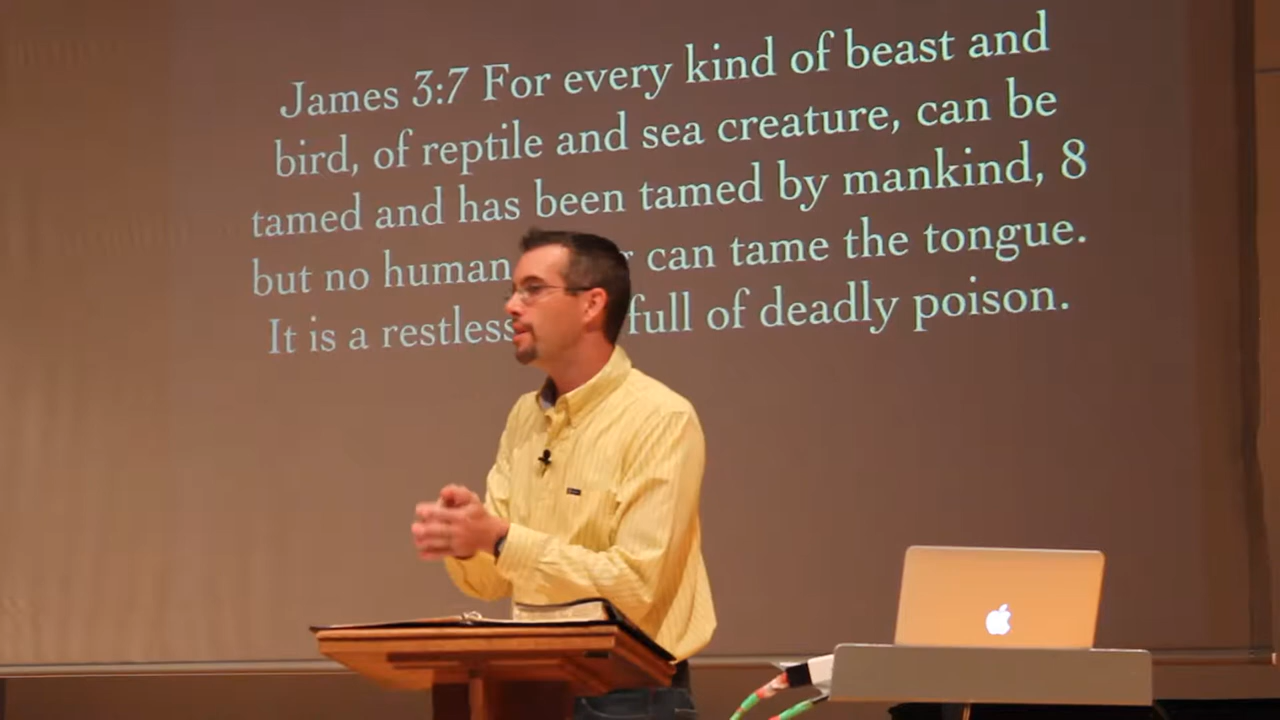 James 3:7 For every kind of beast and
bird, of reptile and sea creature, can be
tamed and has been tamed by mankind, 8
but no human can tame the tongue.
It is a restless full of deadly poison.